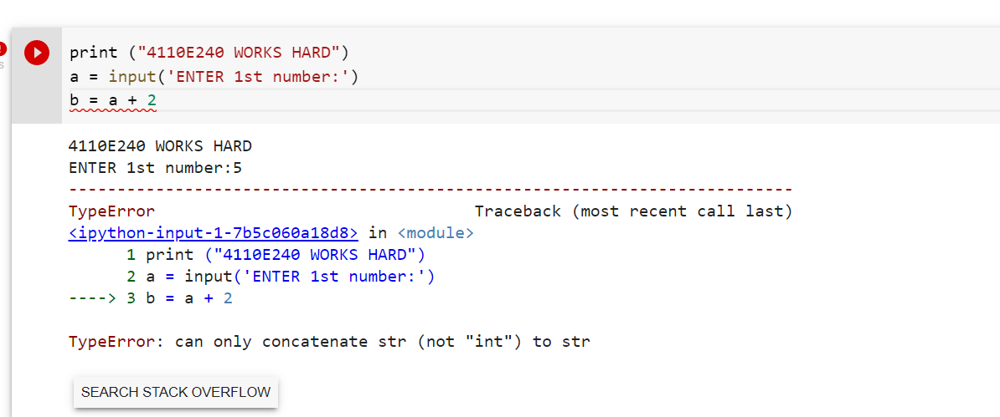 print ("4110E240 WORKS HARD")
a = input('ENTER 1st number:')
b = a + 2
4110E240 WORKS HARD
ENTER 1st number:5
---------------------------------------------------------------------------
TypeError                                 Traceback (most recent call last)
<ipython-input-1-7b5c060a18d8> in <module>
      1 print ("4110E240 WORKS HARD")
      2 a = input('ENTER 1st number:')
----> 3 b = a + 2
TypeError: can only concatenate str (not "int") to str
SEARCH STACK OVERFLOW